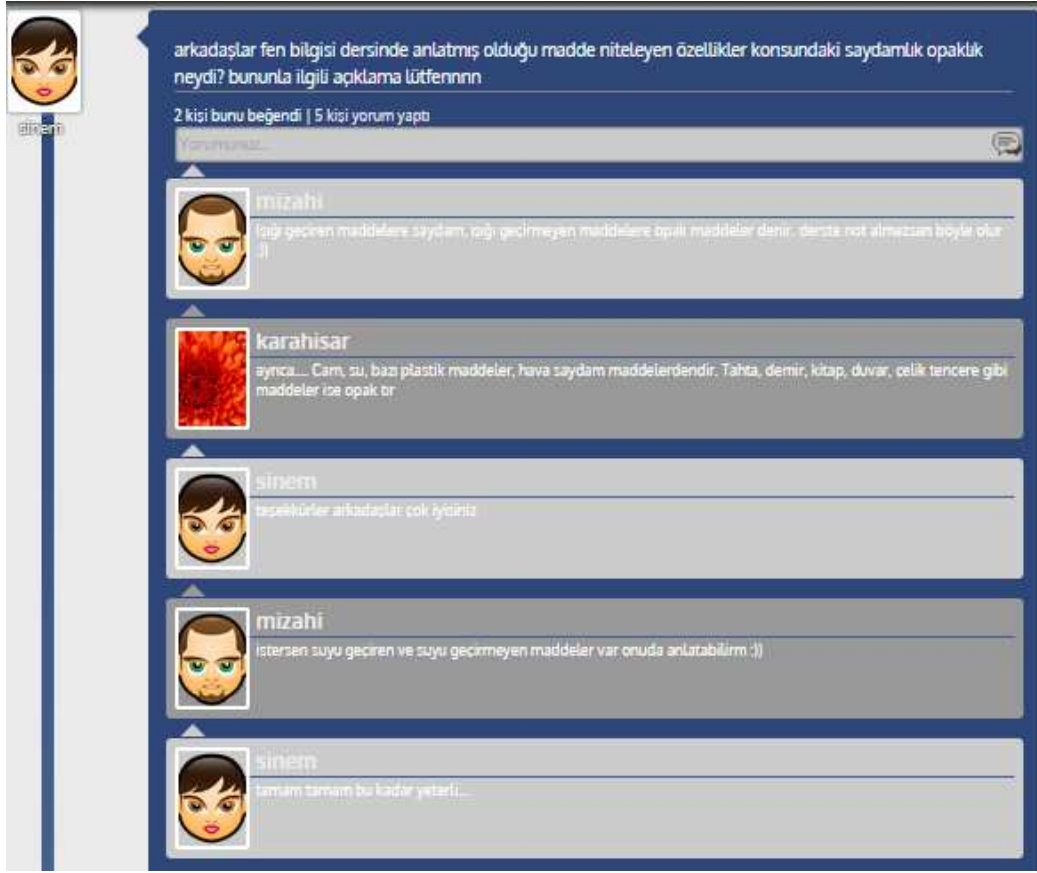 arkadaşlar fen bilgisi dersinde anlatmış olduğu madde niteleyen özellikler konsundaki saydamlık opaklık
neydi? bununla ilgili açıklama lütfennnn
sinem
2 kişi bunu beğendi | 5 kişi yorum yaptı
Yorumunuz...
mizahi
Işığı geçiren maddelere saydam, ışığı geçirmeyen maddelere opak maddeler denir. derste not almazsan böyle olur
:))
karahisar
ayrıca.... Cam, su, bazı plastik maddeler, hava saydam maddelerdendir. Tahta, demir, kitap, duvar, çelik tencere gibi
maddeler ise opak tır
sinem
teşekkürler arkadaşlar çok iyisiniz
mizahi
istersen suyu geçiren ve suyu geçirmeyen maddeler var onuda anlatabilirm :))
sinem
tamam tamam bu kadar yeterli....